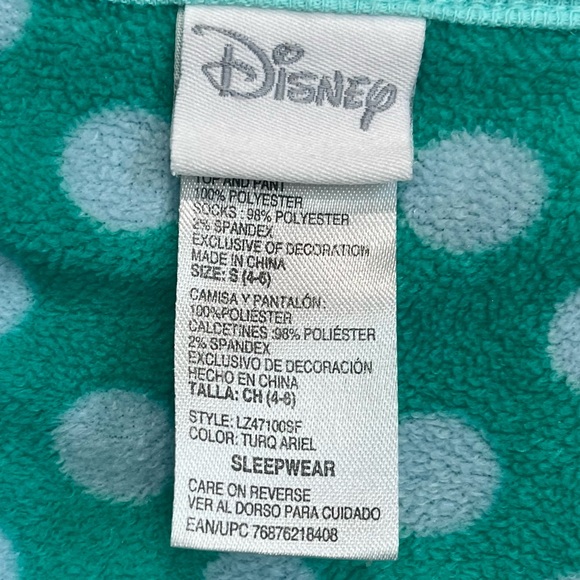 Disney
TOP AND PANT
100% POLYESTER
SOCKS : 98% POLYESTER
2% SPANDEX
EXCLUSIVE OF DECORATION
MADE IN CHINA
SIZE: S (4-6)
CAMISA Y PANTALÓN:
100%POLIÉSTER
CALCETINES :98% POLIÉSTER
2% SPANDEX
EXCLUSIVO DE DECORACIÓN
HECHO EN CHINA
TALLA: CH (4-6)
STYLE: LZ47100SF
COLOR: TURQ ARIEL
SLEEPWEAR
CARE ON REVERSE
VER AL DORSO PARA CUIDADO
EAN/UPC 76876218408